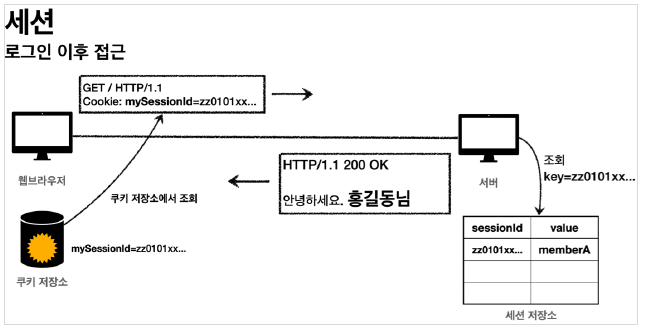 세션
로그인 이후 접근
GET / HTTP/1.1
Cookie: mySessionId=zz0101xx...
웹브라우저
쿠키 저장소에서 조회
HTTP/1.1 200 OK
안녕하세요. 홍길동님
서버
조회
key=zz0101xx...
mySessionId=zz0101xx...
쿠키 저장소
sessionId value
zz0101xx... memberA
세션 저장소